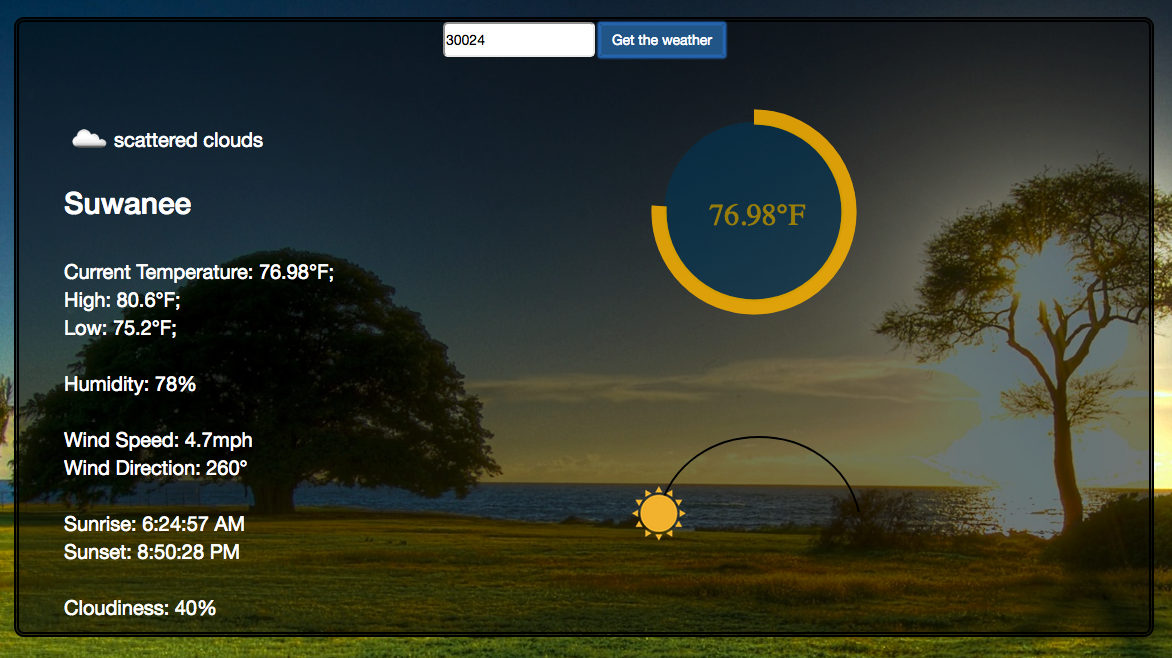 30024 Get the weather
scattered clouds
76.98°F
Suwanee
Current Temperature: 76.98°F;
High: 80.6°F;
Low: 75.2°F;
Humidity: 78%
Wind Speed: 4.7mph
Wind Direction: 260°
Sunrise: 6:24:57 AM
Sunset: 8:50:28 PM
Cloudiness: 40%